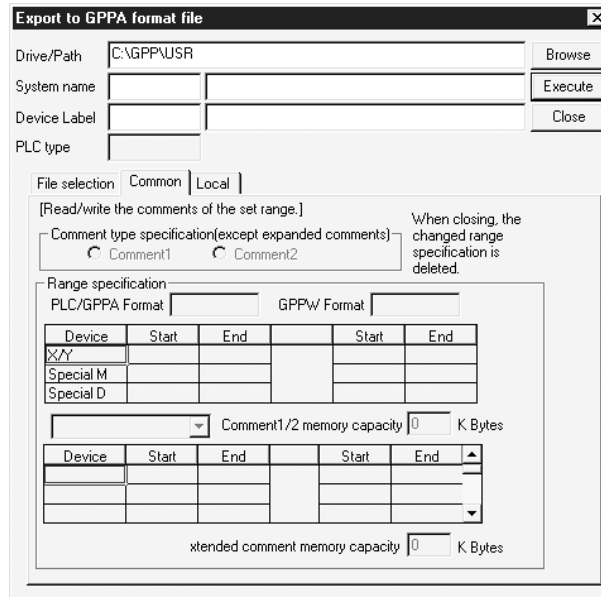 Export to GPPA format file
Drive/Path C:\GPP\USR Browse
System name Execute
Device Label Close
PLC type
File selection Common Local
[Read/write the comments of the set range.]
When closing, the
changed range
specification is
deleted.
Comment type specification(except expanded comments)
Comment1 Comment2
Range specification
PLC/GPPA Format GPPW Format
Device Start End Start End
X/Y
Special M
Special D
Comment1/2 memory capacity 0 K Bytes
Device Start End Start End
xtended comment memory capacity 0 K Bytes